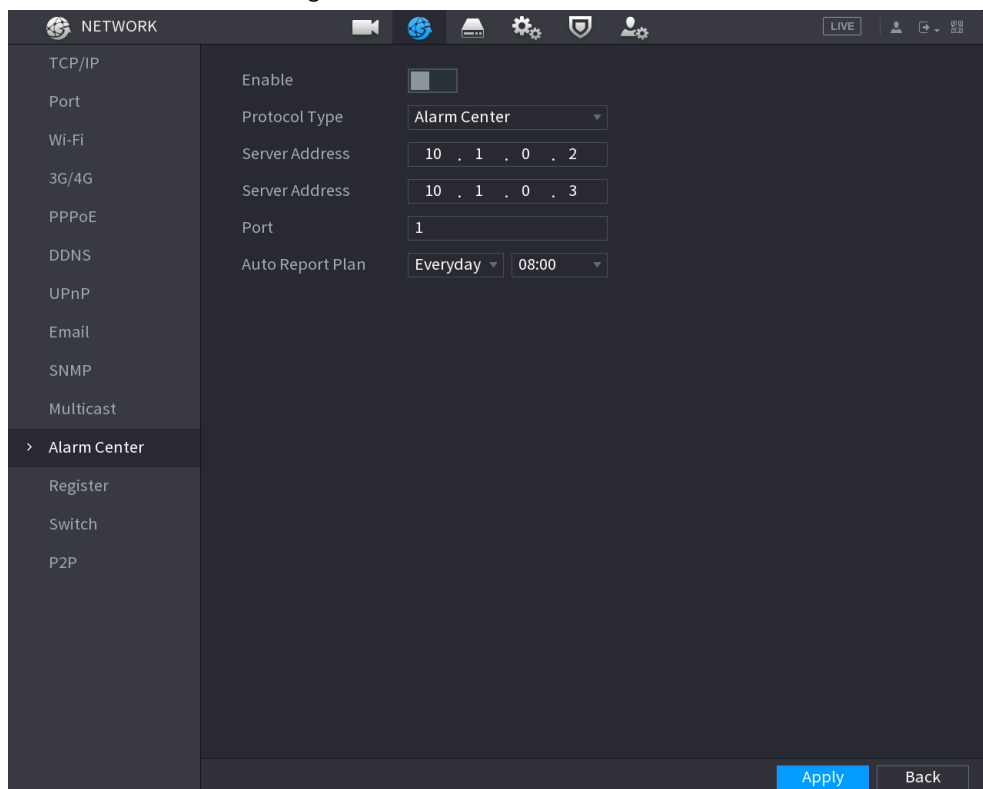 NETWORK LIVE
TCP/IP
Port
Wi-Fi
3G/4G
PPPoE
DDNS
UPnP
Email
SNMP
Multicast
> Alarm Center
Register
Switch
P2P
Enable
Protocol Type Alarm Center
Server Address 10 . 1 . 0 . 2
Server Address 10 . 1 . 0 . 3
Port 1
Auto Report Plan Everyday 08:00
Apply Back